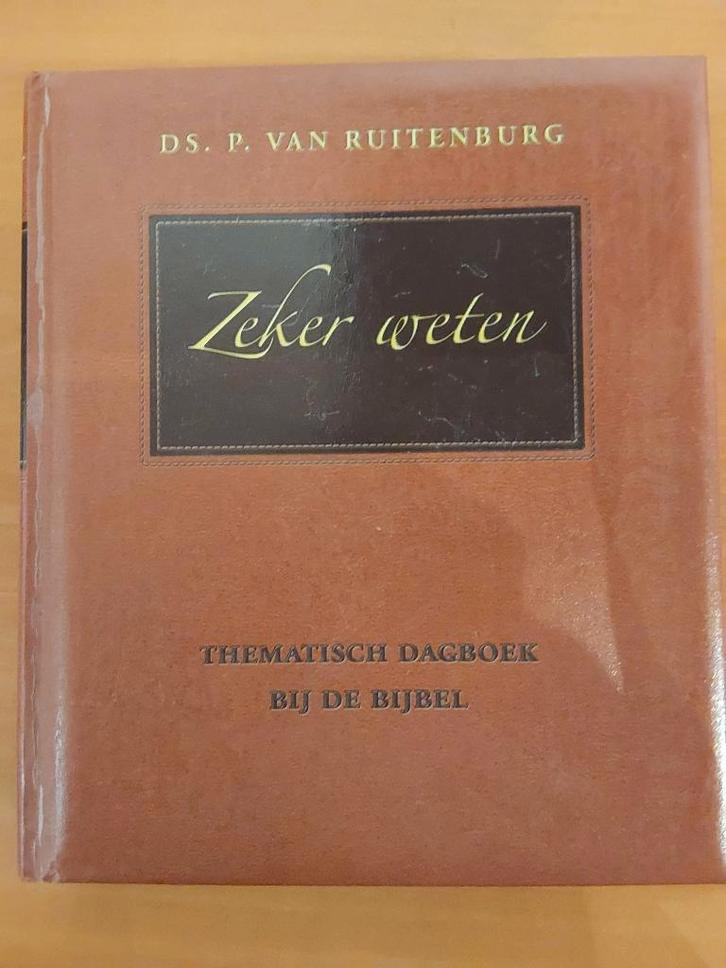 DS. P. VAN RUITENBURG
Zeker weten
THEMATISCH DAGBOEK
BIJ DE BIJBEL